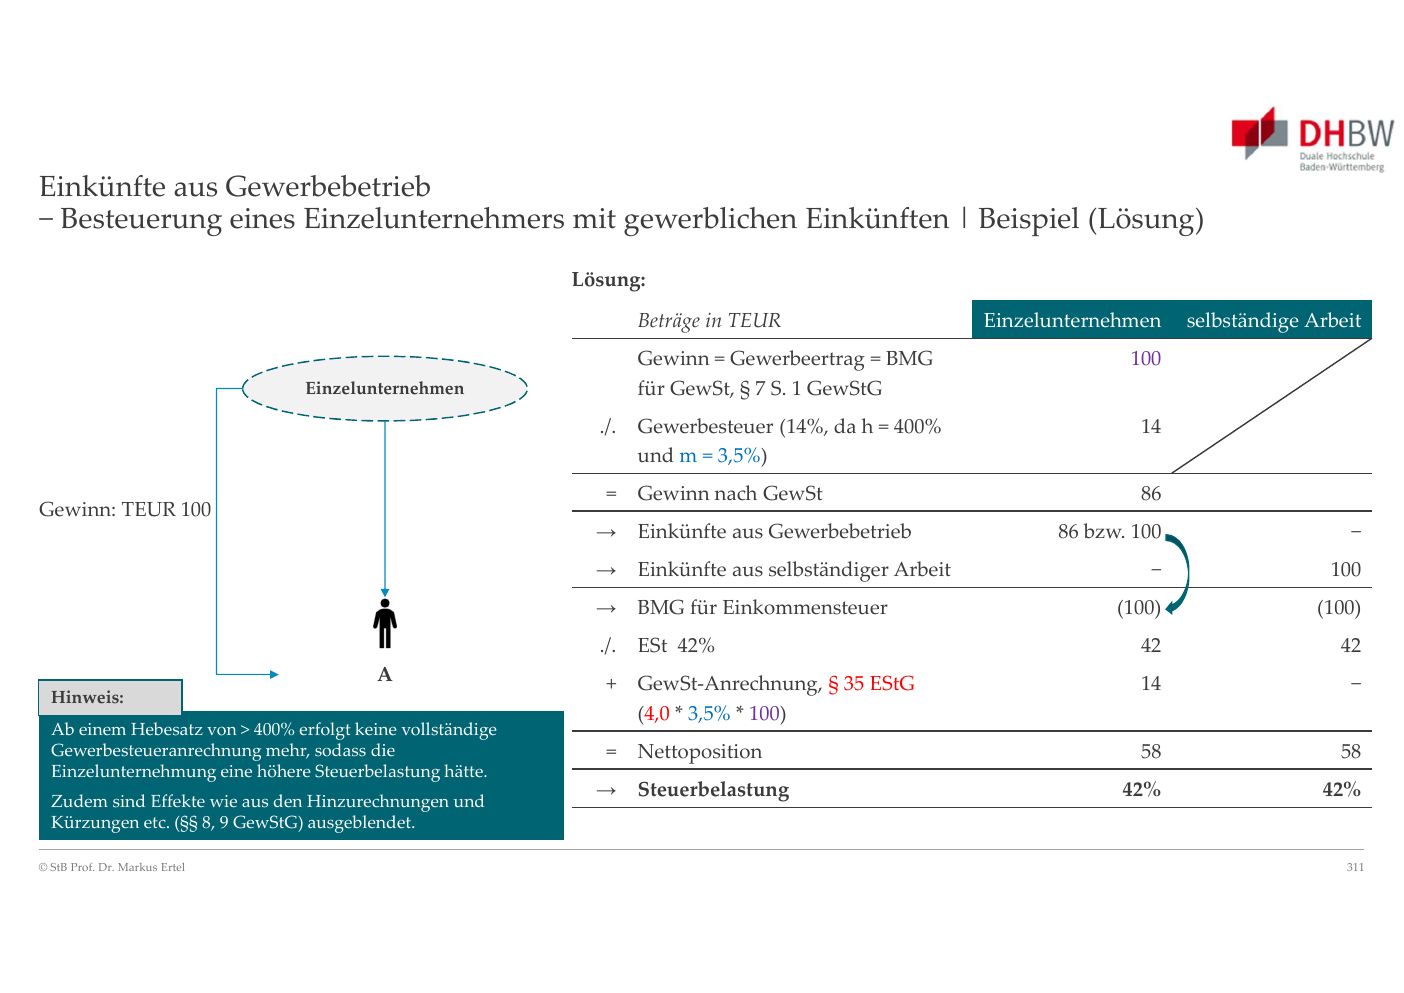 DHBW
Duale Hochschule
Baden-Württemberg
Einkünfte aus Gewerbebetrieb
– Besteuerung eines Einzelunternehmers mit gewerblichen Einkünften | Beispiel (Lösung)
Einzelunternehmen
Gewinn: TEUR 100
A
Hinweis:
Ab einem Hebesatz von > 400% erfolgt keine vollständige
Gewerbesteueranrechnung mehr, sodass die
Einzelunternehmung eine höhere Steuerbelastung hätte.
Zudem sind Effekte wie aus den Hinzurechnungen und
Kürzungen etc. (§§ 8, 9 GewStG) ausgeblendet.
Lösung:
Beträge in TEUR Einzelunternehmen selbständige Arbeit
Gewinn = Gewerbeertrag = BMG 100
für GewSt, § 7 S. 1 GewStG
./. Gewerbesteuer (14%, da h = 400% 14
und m = 3,5%)
= Gewinn nach GewSt 86
→ Einkünfte aus Gewerbebetrieb 86 bzw. 100 –
→ Einkünfte aus selbständiger Arbeit – 100
→ BMG für Einkommensteuer (100) (100)
./. ESt 42% 42 42
+ GewSt-Anrechnung, § 35 EStG 14 –
(4,0 * 3,5% * 100)
= Nettoposition 58 58
→ Steuerbelastung 42% 42%
© StB Prof. Dr. Markus Ertel
311